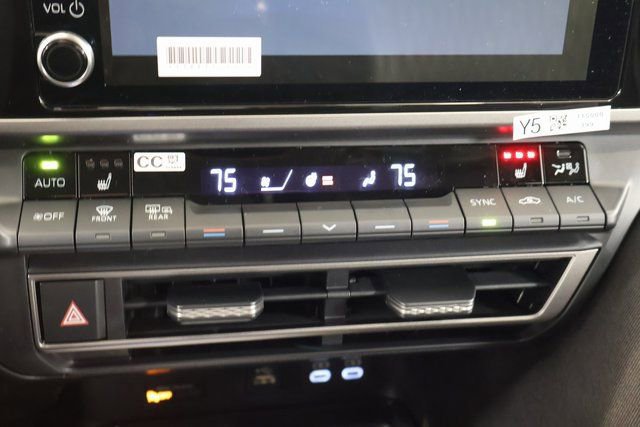 VOL
Y5
AUTO
CC
75
75
OFF
FRONT
REAR
SYNC
A/C